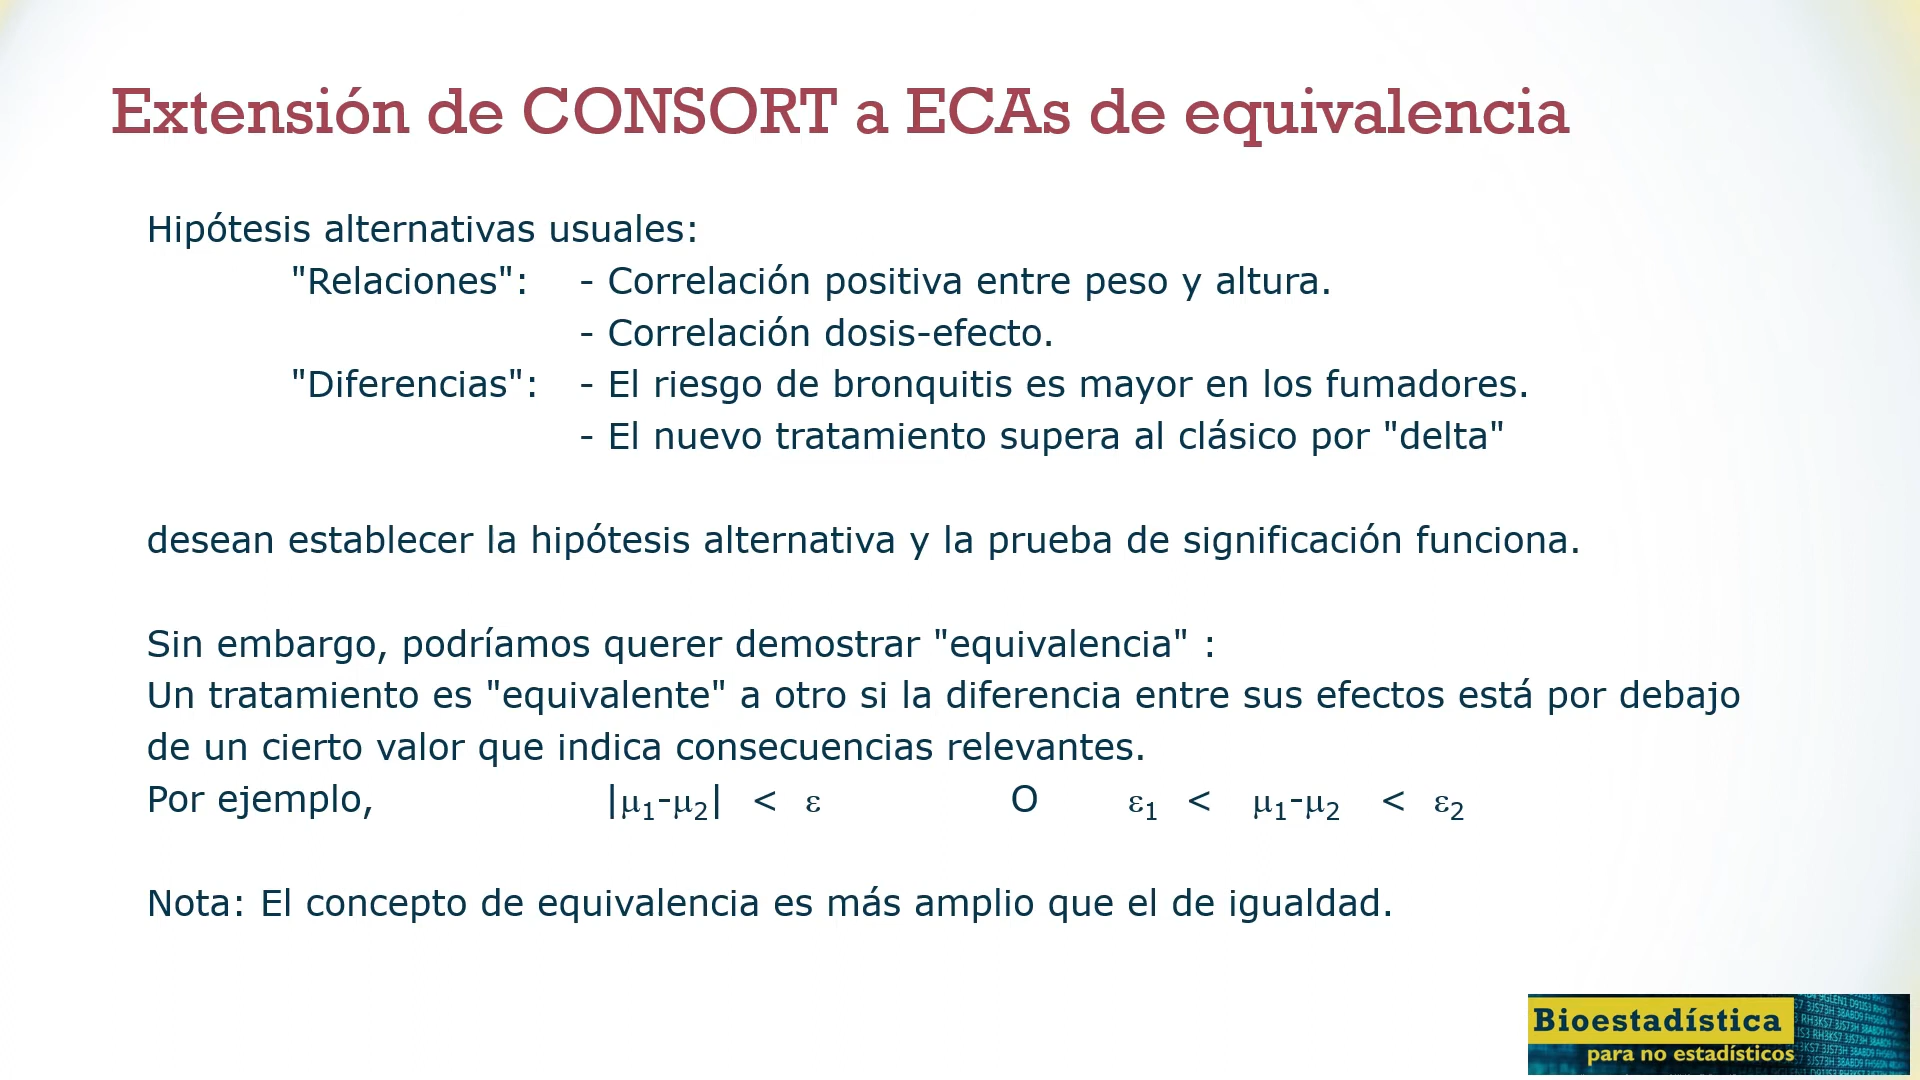 Extensión de CONSORT a ECAs de equivalencia
Hipótesis alternativas usuales:
"Relaciones": - Correlación positiva entre peso y altura.
- Correlación dosis-efecto.
"Diferencias": - El riesgo de bronquitis es mayor en los fumadores.
- El nuevo tratamiento supera al clásico por "delta"
desean establecer la hipótesis alternativa y la prueba de significación funciona.
Sin embargo, podríamos querer demostrar "equivalencia" :
Un tratamiento es "equivalente" a otro si la diferencia entre sus efectos está por debajo
de un cierto valor que indica consecuencias relevantes.
Por ejemplo, |μ₁-μ₂| < ε O ε₁ < μ₁-μ₂ < ε₂
Nota: El concepto de equivalencia es más amplio que el de igualdad.
Bioestadística
para no estadísticos